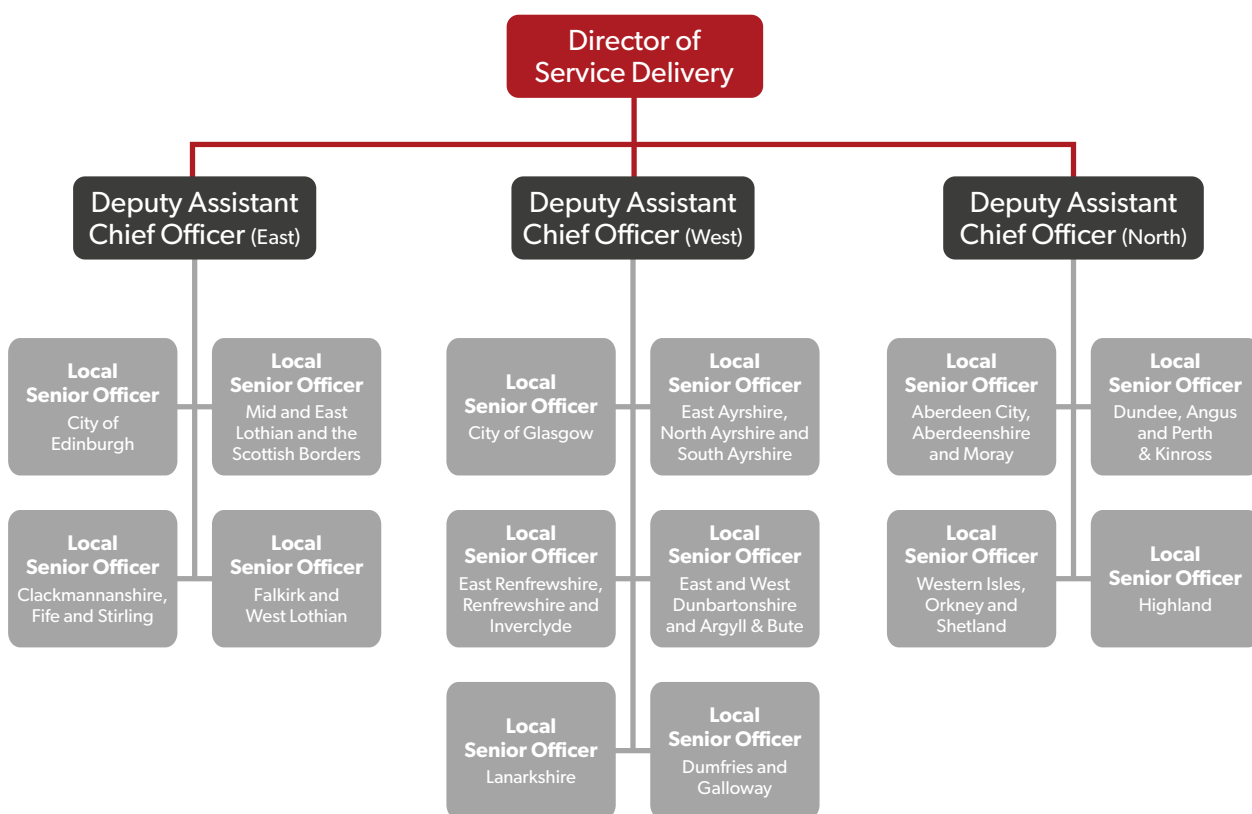 Director of
Service Delivery
Deputy Assistant
Chief Officer (East)
Deputy Assistant
Chief Officer (West)
Deputy Assistant
Chief Officer (North)
Local
Senior Officer
City of
Edinburgh
Local
Senior Officer
Mid and East
Lothian and the
Scottish Borders
Local
Senior Officer
Clackmannanshire,
Fife and Stirling
Local
Senior Officer
Falkirk and
West Lothian
Local
Senior Officer
City of Glasgow
Local
Senior Officer
East Ayrshire,
North Ayrshire and
South Ayrshire
Local
Senior Officer
East Renfrewshire,
Renfrewshire and
Inverclyde
Local
Senior Officer
East and West
Dunbartonshire
and Argyll & Bute
Local
Senior Officer
Lanarkshire
Local
Senior Officer
Dumfries and
Galloway
Local
Senior Officer
Aberdeen City,
Aberdeenshire
and Moray
Local
Senior Officer
Dundee, Angus
and Perth
& Kinross
Local
Senior Officer
Western Isles,
Orkney and
Shetland
Local
Senior Officer
Highland